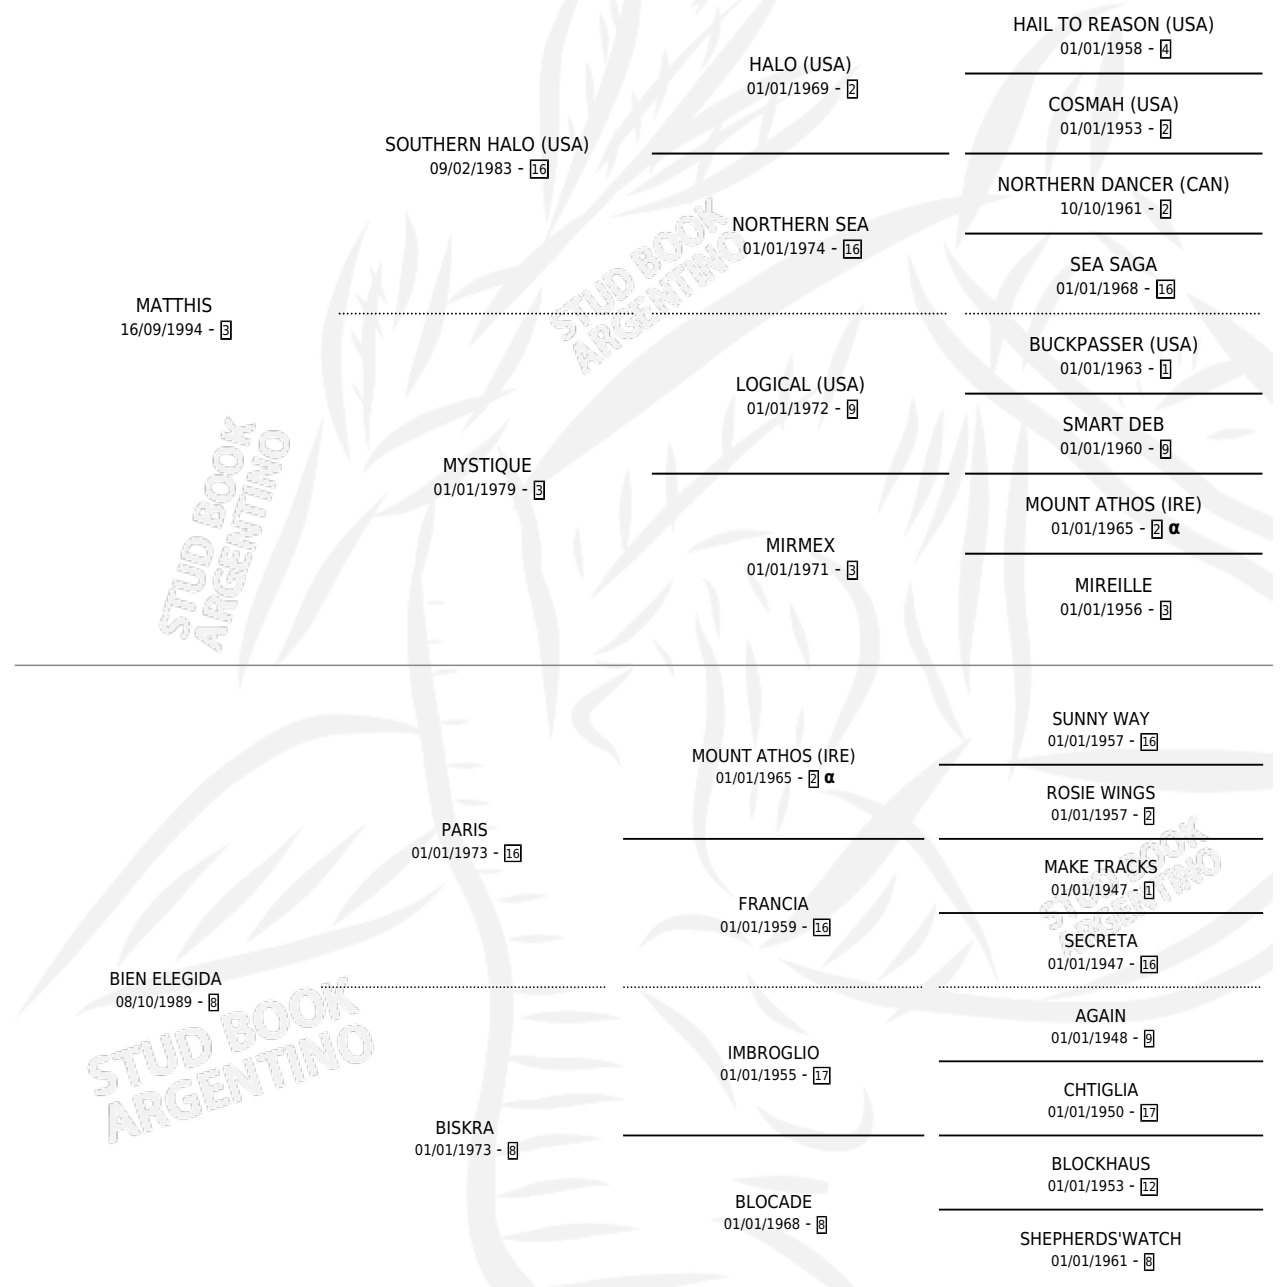 HAIL TO REASON (USA)
01/01/1958 - 4
HALO (USA)
01/01/1969 - 2
COSMAH (USA)
01/01/1953 - 2
SOUTHERN HALO (USA)
09/02/1983 - 16
NORTHERN DANCER (CAN)
10/10/1961 - 2
NORTHERN SEA
01/01/1974 - 16
SEA SAGA
01/01/1968 - 16
MATTHIS
16/09/1994 - 3
BUCKPASSER (USA)
01/01/1963 - 1
LOGICAL (USA)
01/01/1972 - 9
SMART DEB
01/01/1960 - 9
MYSTIQUE
01/01/1979 - 3
MOUNT ATHOS (IRE)
01/01/1965 - 2 α
MIRMEX
01/01/1971 - 3
MIREILLE
01/01/1956 - 3
SUNNY WAY
01/01/1957 - 16
MOUNT ATHOS (IRE)
01/01/1965 - 2 α
ROSIE WINGS
01/01/1957 - 2
PARIS
01/01/1973 - 16
MAKE TRACKS
01/01/1947 - 1
FRANCIA
01/01/1959 - 16
SECRETA
01/01/1947 - 16
BIEN ELEGIDA
08/10/1989 - 8
AGAIN
01/01/1948 - 9
IMBROGLIO
01/01/1955 - 17
CHTIGLIA
01/01/1950 - 17
BISKRA
01/01/1973 - 8
BLOCKHAUS
01/01/1953 - 12
BLOCADE
01/01/1968 - 8
SHEPHERDS'WATCH
01/01/1961 - 8
STUD BOOK
ARGENTINO
STUD BOOK
ARGENTINO
STUD BOOK
ARGENTINO
STUD BOOK
ARGENTINO